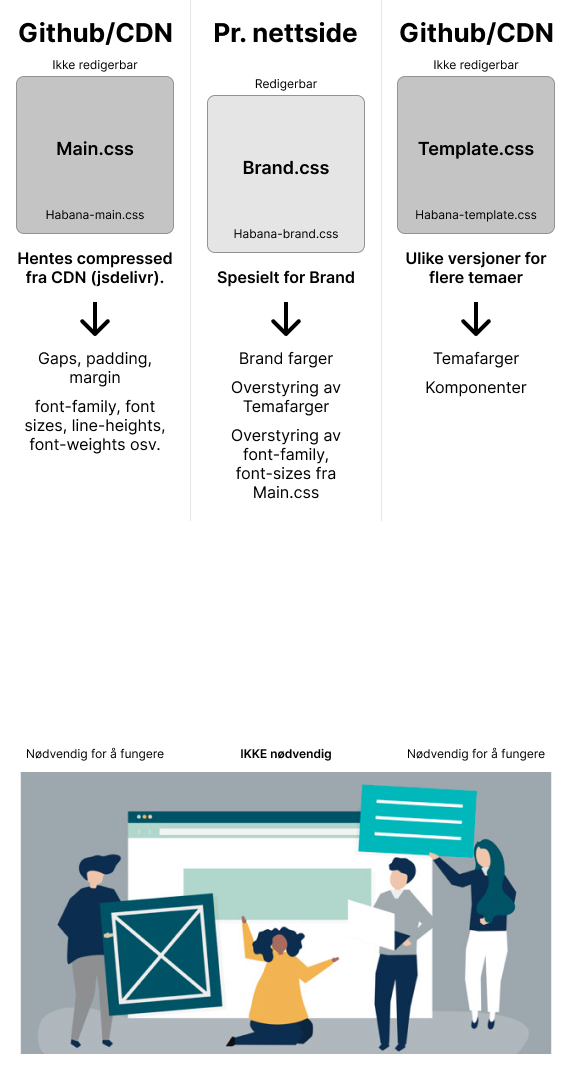 Github/CDN
Ikke redigerbar
Main.css
Habana-main.css
Hentes compressed
fra CDN (jsdelivr).
Gaps, padding,
margin
font-family, font
sizes, line-heights,
font-weights osv.
Pr. nettside
Redigerbar
Brand.css
Habana-brand.css
Spesielt for Brand
Brand farger
Overstyring av
Temafarger
Overstyring av
font-family,
font-sizes fra
Main.css
Github/CDN
Ikke redigerbar
Template.css
Habana-template.css
Ulike versjoner for
flere temaer
Temafarger
Komponenter
Nødvendig for å fungere
IKKE nødvendig
Nødvendig for å fungere